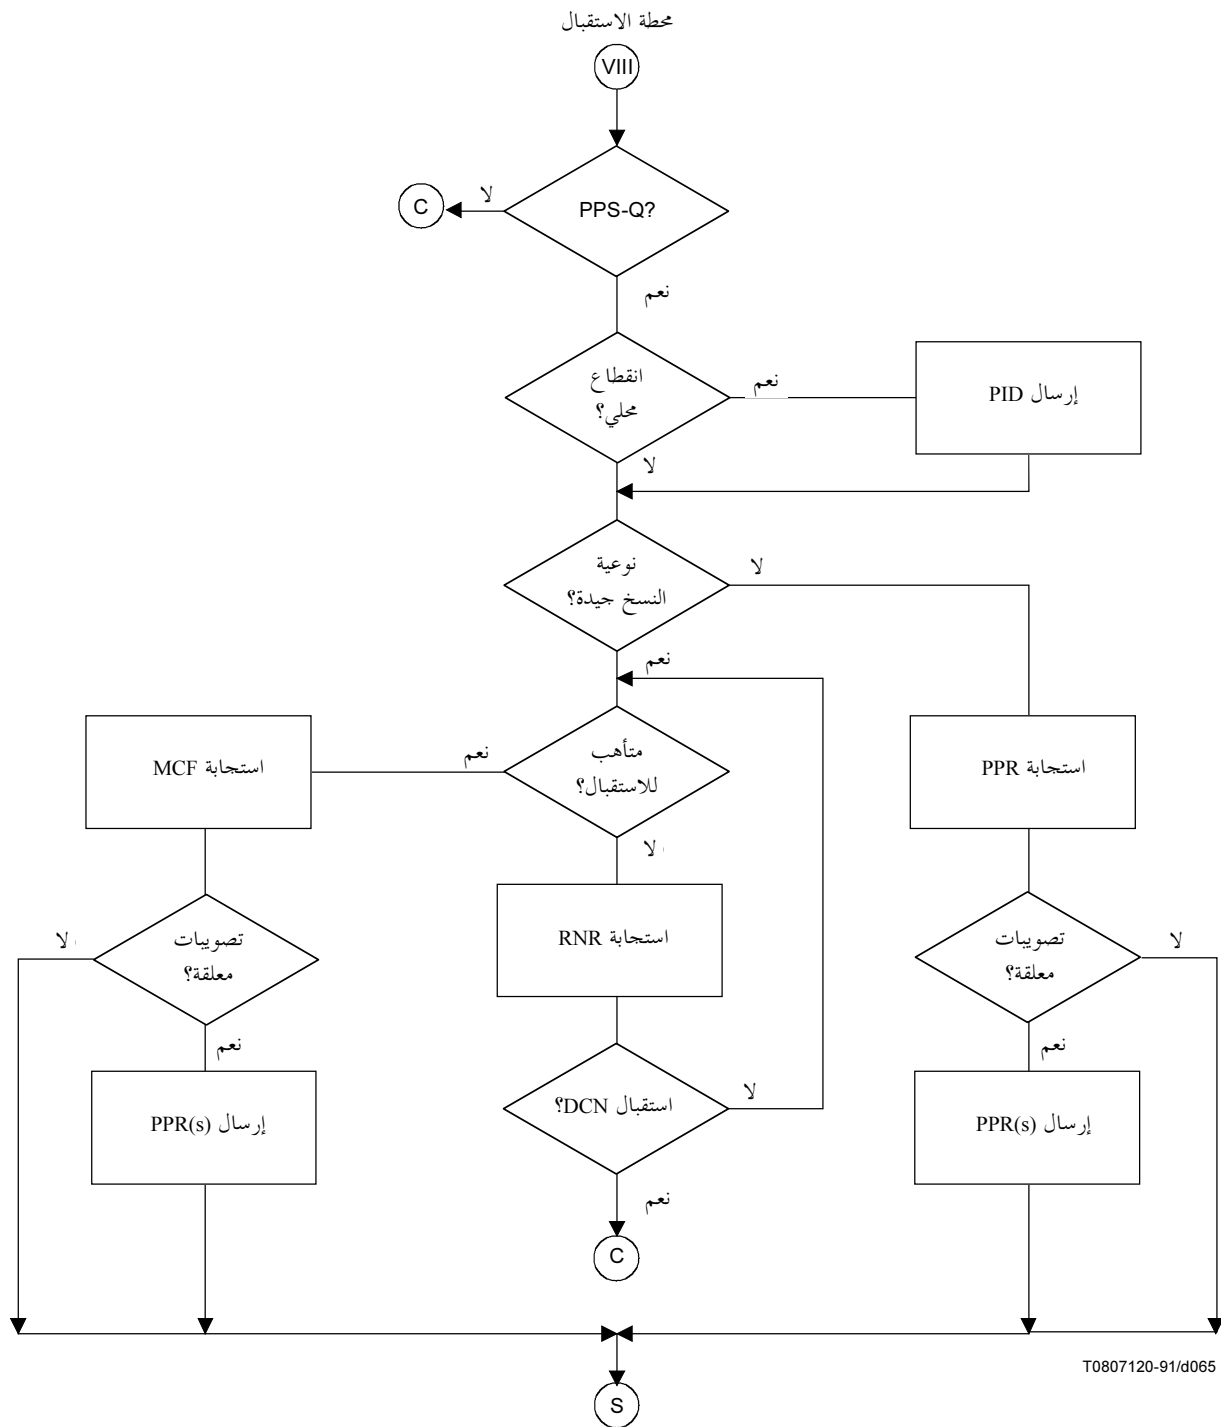 محطة الاستقبال
VIII
PPS-Q?
لا
C
نعم
انقطاع
محلي؟
نعم
إرسال PID
لا
نوعية
النسخ جيدة؟
لا
نعم
متأهب
للاستقبال؟
نعم
استجابة MCF
استجابة PPR
لا
استجابة RNR
تصويبات
معلقة؟
لا
تصويبات
معلقة؟
لا
نعم
نعم
استقبال DCN؟
لا
إرسال PPR(s)
إرسال PPR(s)
نعم
C
T0807120-91/d065
S